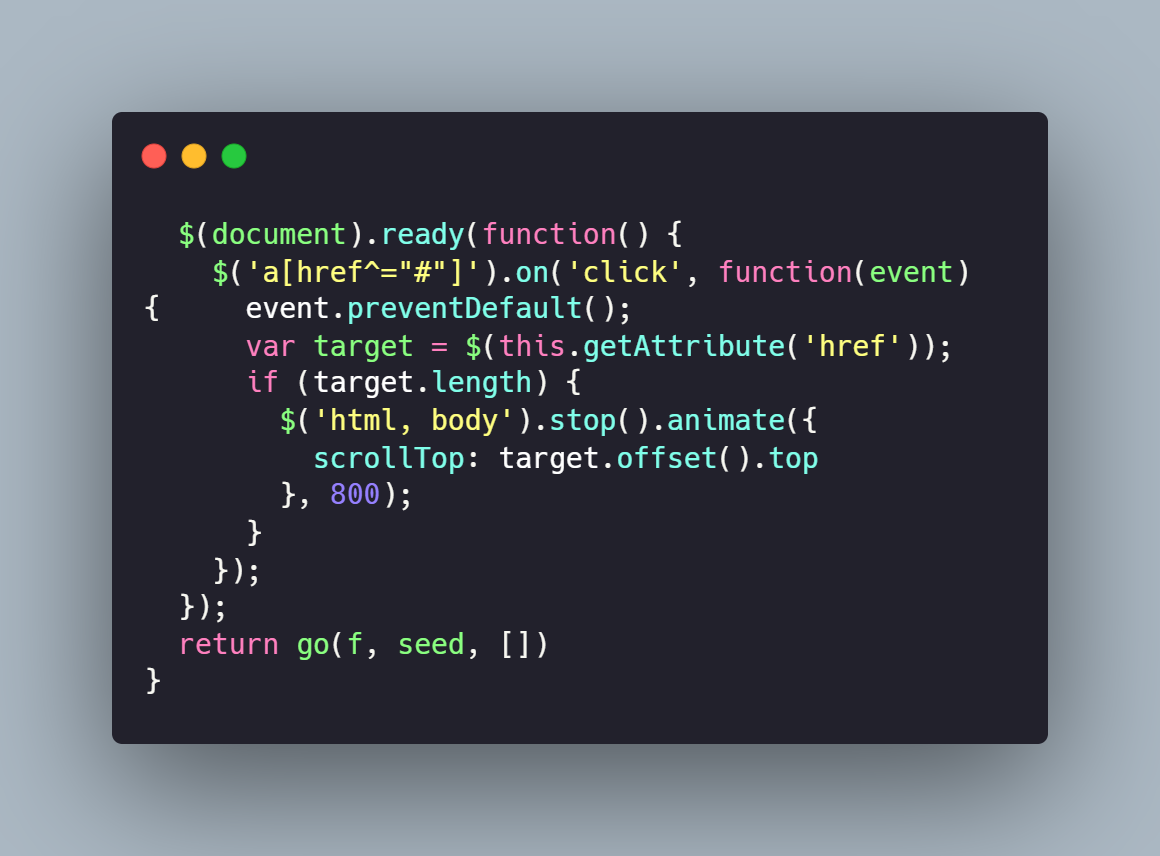 $(document).ready(function() {
$('a[href^="#"]').on('click', function(event)
{     event.preventDefault();
var target = $(this.getAttribute('href'));
if (target.length) {
$('html, body').stop().animate({
scrollTop: target.offset().top
}, 800);
}
});
});
return go(f, seed, [])
}